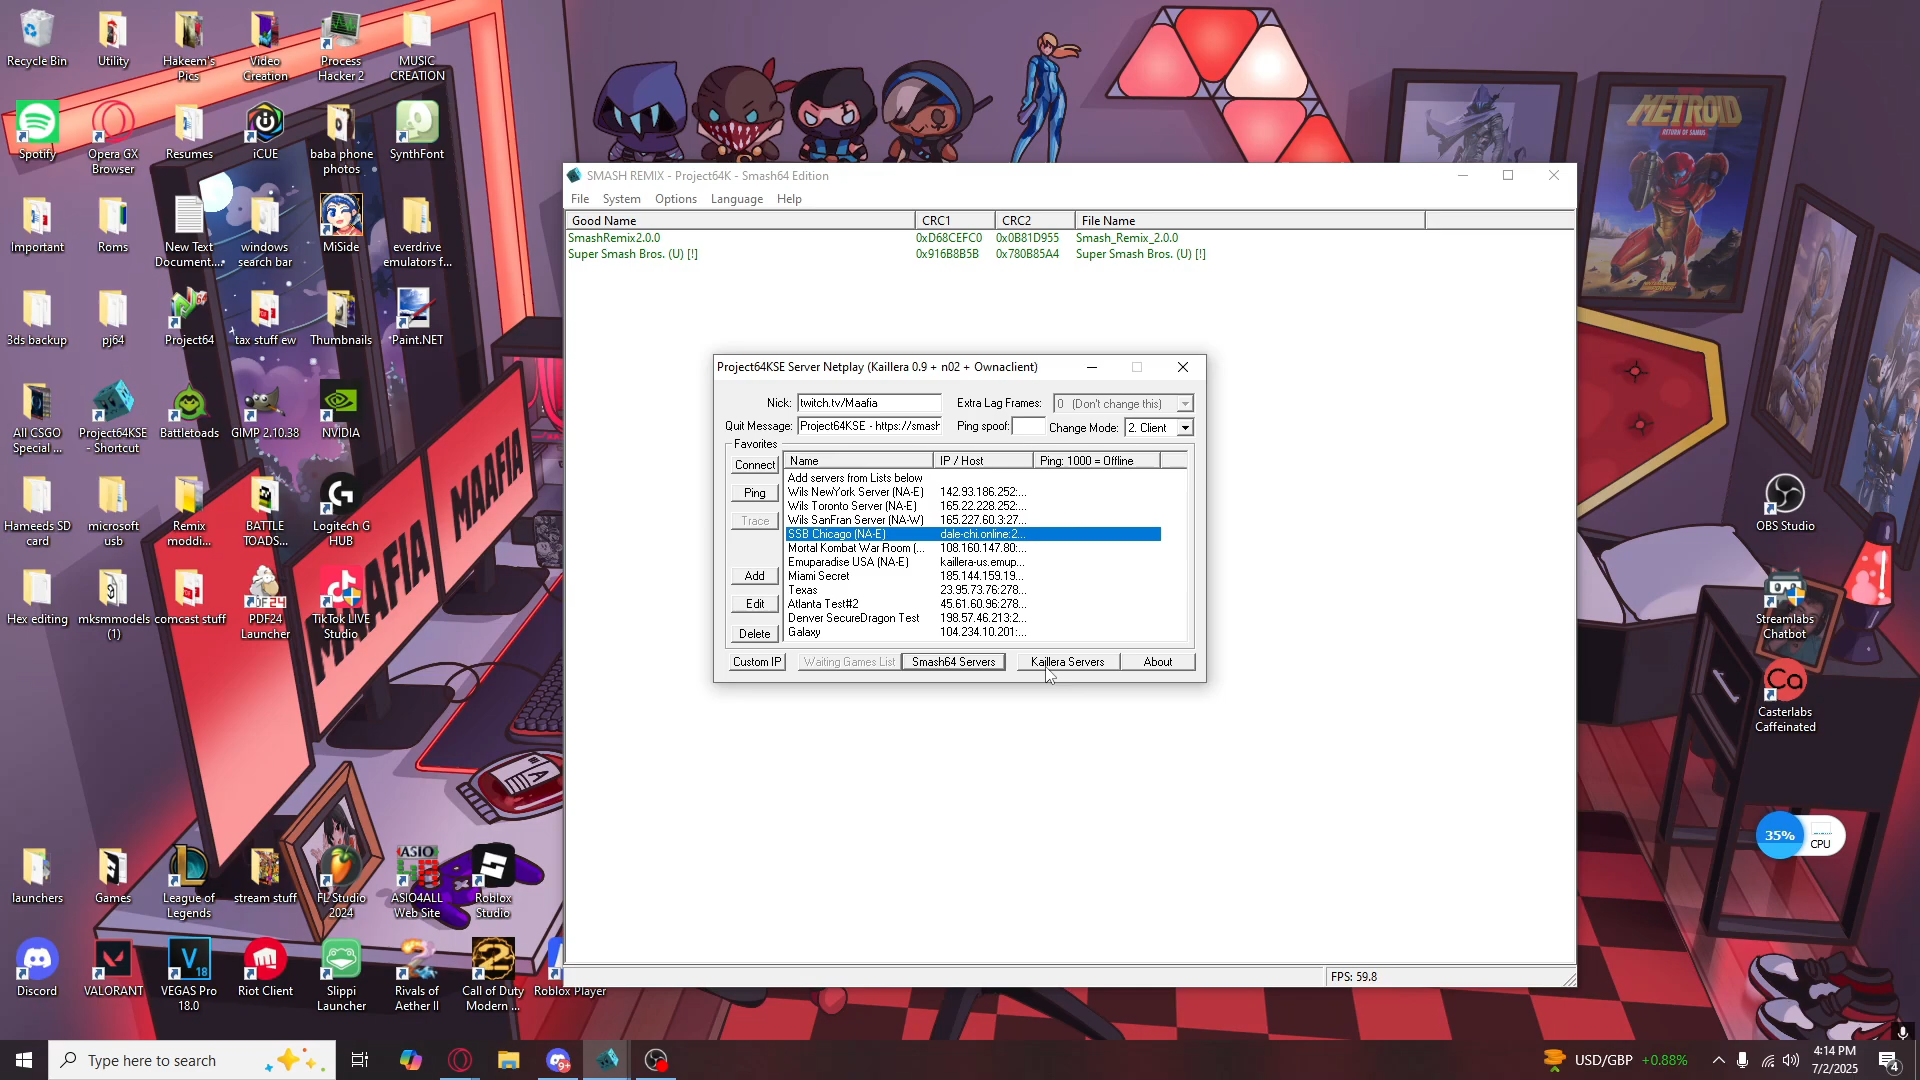 Recycle Bin
Utility
Hakeem's Pics
Video Creation
Process Hacker 2
MUSIC CREATION
Spotify
Opera GX Browser
Resumes
iCUE
baba phone photos
SynthFont
Important
Roms
New Text Document....
windows search bar
MiSide
everdrive emulators f...
3ds backup
pj64
Project64
tax stuff ew
Thumbnails
Paint.NET
All CSGO Special ...
Project64KSE - Shortcut
Battletoads
GIMP 2.10.38
NVIDIA
Hameeds SD card
microsoft usb
Remix moddi...
BATTLE TOADS...
Logitech G HUB
Hex editing
mksmmodels (1)
comcast stuff
PDF24 Launcher
TikTok LIVE Studio
launchers
Games
League of Legends
stream stuff
FL Studio 2024
ASIO4ALL Web Site
Roblox Studio
Discord
VALORANT
VEGAS Pro 18.0
Riot Client
Slippi Launcher
Rivals of Aether II
Call of Duty Modern ...
Roblox Player
MAAFIA
MAAFIA
METROID
RETURN OF SAMUS
SMASH REMIX - Project64K - Smash64 Edition
File System Options Language Help
Good Name CRC1 CRC2 File Name
SmashRemix2.0.0 0xD68CEFC0 0x0B81D955 Smash_Remix_2.0.0
Super Smash Bros. (U) [!] 0x916B8B5B 0x780B85A4 Super Smash Bros. (U) [!]
Project64KSE Server Netplay (Kaillera 0.9 + n02 + Ownaclient)
Nick: twitch.tv/Maafia Extra Lag Frames: 0 (Don't change this)
Quit Message: Project64KSE - https://smash Ping spoof: Change Mode: 2. Client
Favorites
Connect
Ping
Trace
Add
Edit
Delete
Name IP / Host Ping: 1000 = Offline
Add servers from Lists below
Wils NewYork Server (NA-E) 142.93.186.252:...
Wils Toronto Server (NA-E) 165.22.228.252:...
Wils SanFran Server (NA-W) 165.227.60.3:27...
SSB Chicago (NA-E) dale-chi.online:2...
Mortal Kombat War Room (... 108.160.147.80:...
Emuparadise USA (NA-E) kaillera-us.emup...
Miami Secret 185.144.159.19...
Texas 23.95.73.76:278...
Atlanta Test#2 45.61.60.96:278...
Denver SecureDragon Test 198.57.46.213:2...
Galaxy 104.234.10.201:...
Custom IP Waiting Games List Smash64 Servers Kaillera Servers About
FPS: 59.8
OBS Studio
Streamlabs Chatbot
Casterlabs Caffeinated
35% CPU
Type here to search
USD/GBP +0.88%
4:14 PM
7/2/2025